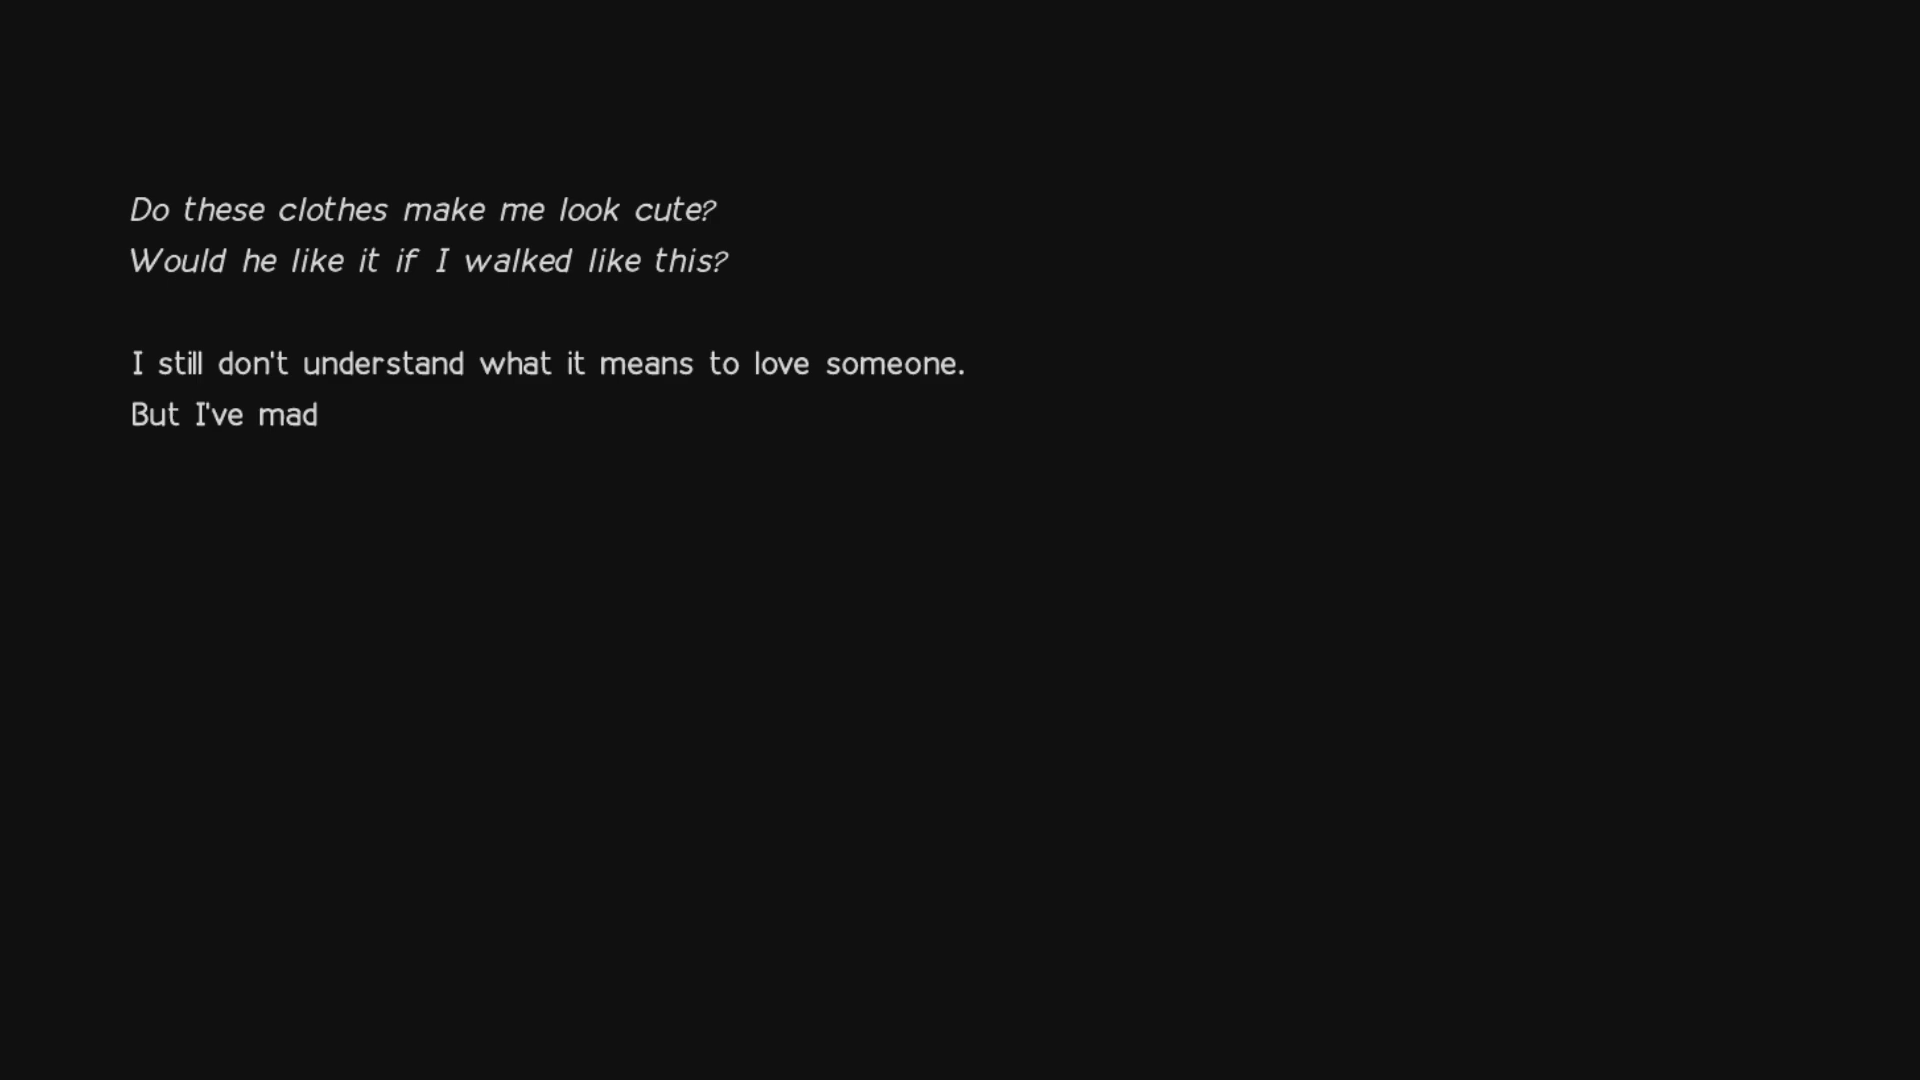 Do these clothes make me look cute?
Would he like it if I walked like this?
I still don't understand what it means to love someone.
But I've mad